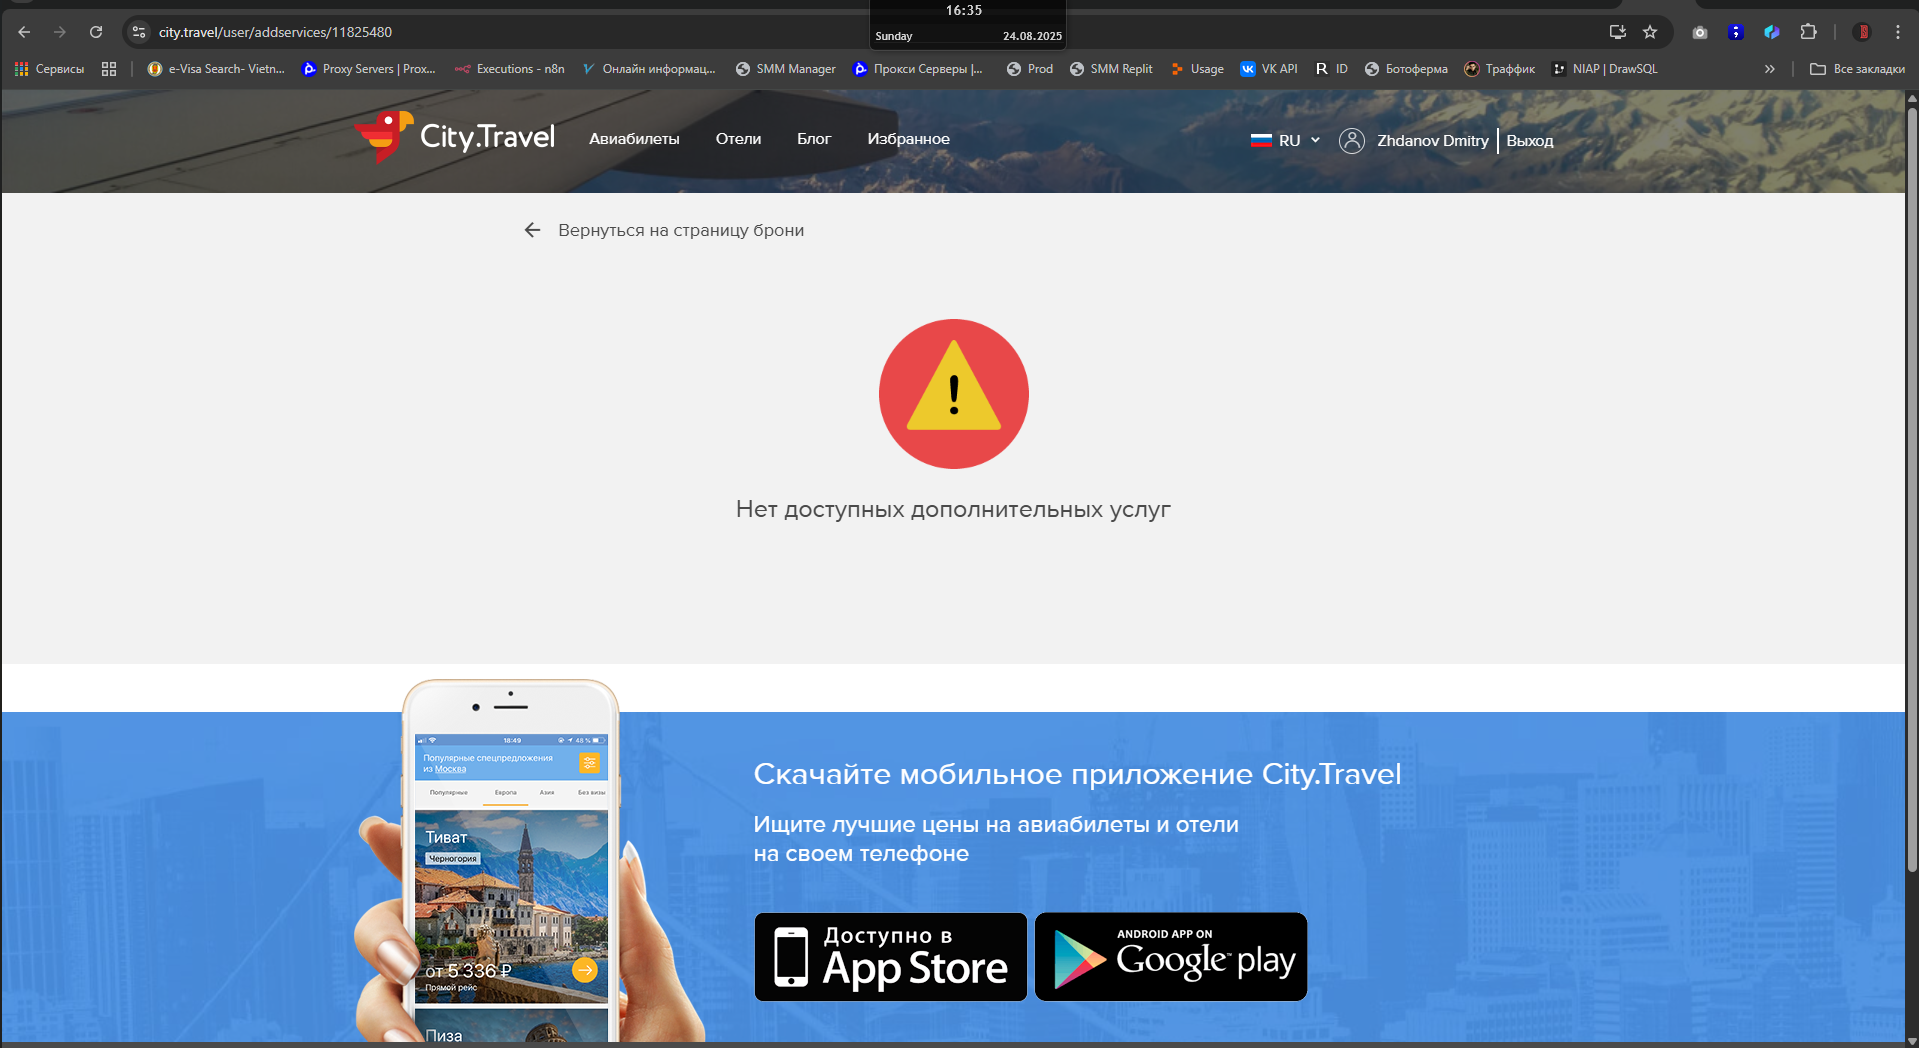 16:35
Sunday 24.08.2025
city.travel/user/addservices/11825480
Сервисы
e-Visa Search- Vietn...
Proxy Servers | Prox...
Executions - n8n
Онлайн информац...
SMM Manager
Прокси Серверы |...
Prod
SMM Replit
Usage
VK API
R ID
Ботоферма
Траффик
NIAP | DrawSQL
Все закладки
City.Travel
Авиабилеты
Отели
Блог
Избранное
RU
Zhdanov Dmitry
Выход
Вернуться на страницу брони
!
Нет доступных дополнительных услуг
18:49
48 %
Популярные спецпредложения
из Москва
Популярные Европа Азия Без визы
Тиват
Черногория
от 5 336 ₽
Прямой рейс
Пиза
Скачайте мобильное приложение City.Travel
Ищите лучшие цены на авиабилеты и отели
на своем телефоне
Доступно в
App Store
ANDROID APP ON
Google play